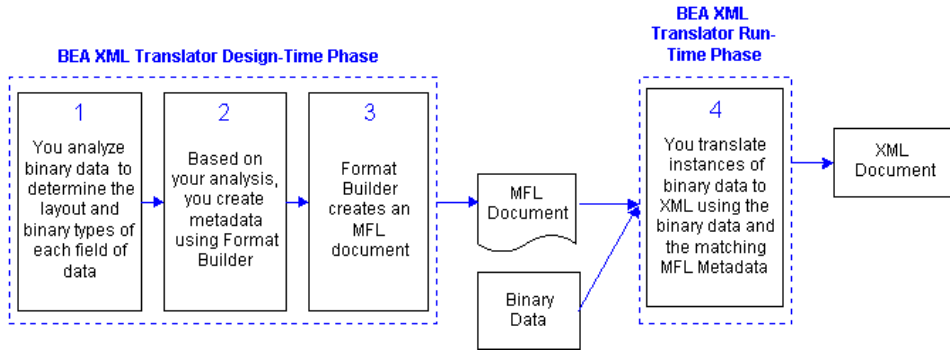 BEA XML Translator Design-Time Phase
1
You analyze
binary data to
determine the
layout and
binary types of
each field of
data
2
Based on
your analysis,
you create
metadata
using Format
Builder
3
Format
Builder
creates an
MFL
document
MFL
Document
Binary
Data
BEA XML
Translator Run-
Time Phase
4
You translate
instances of
binary data to
XML using the
binary data and
the matching
MFL Metadata
XML
Document